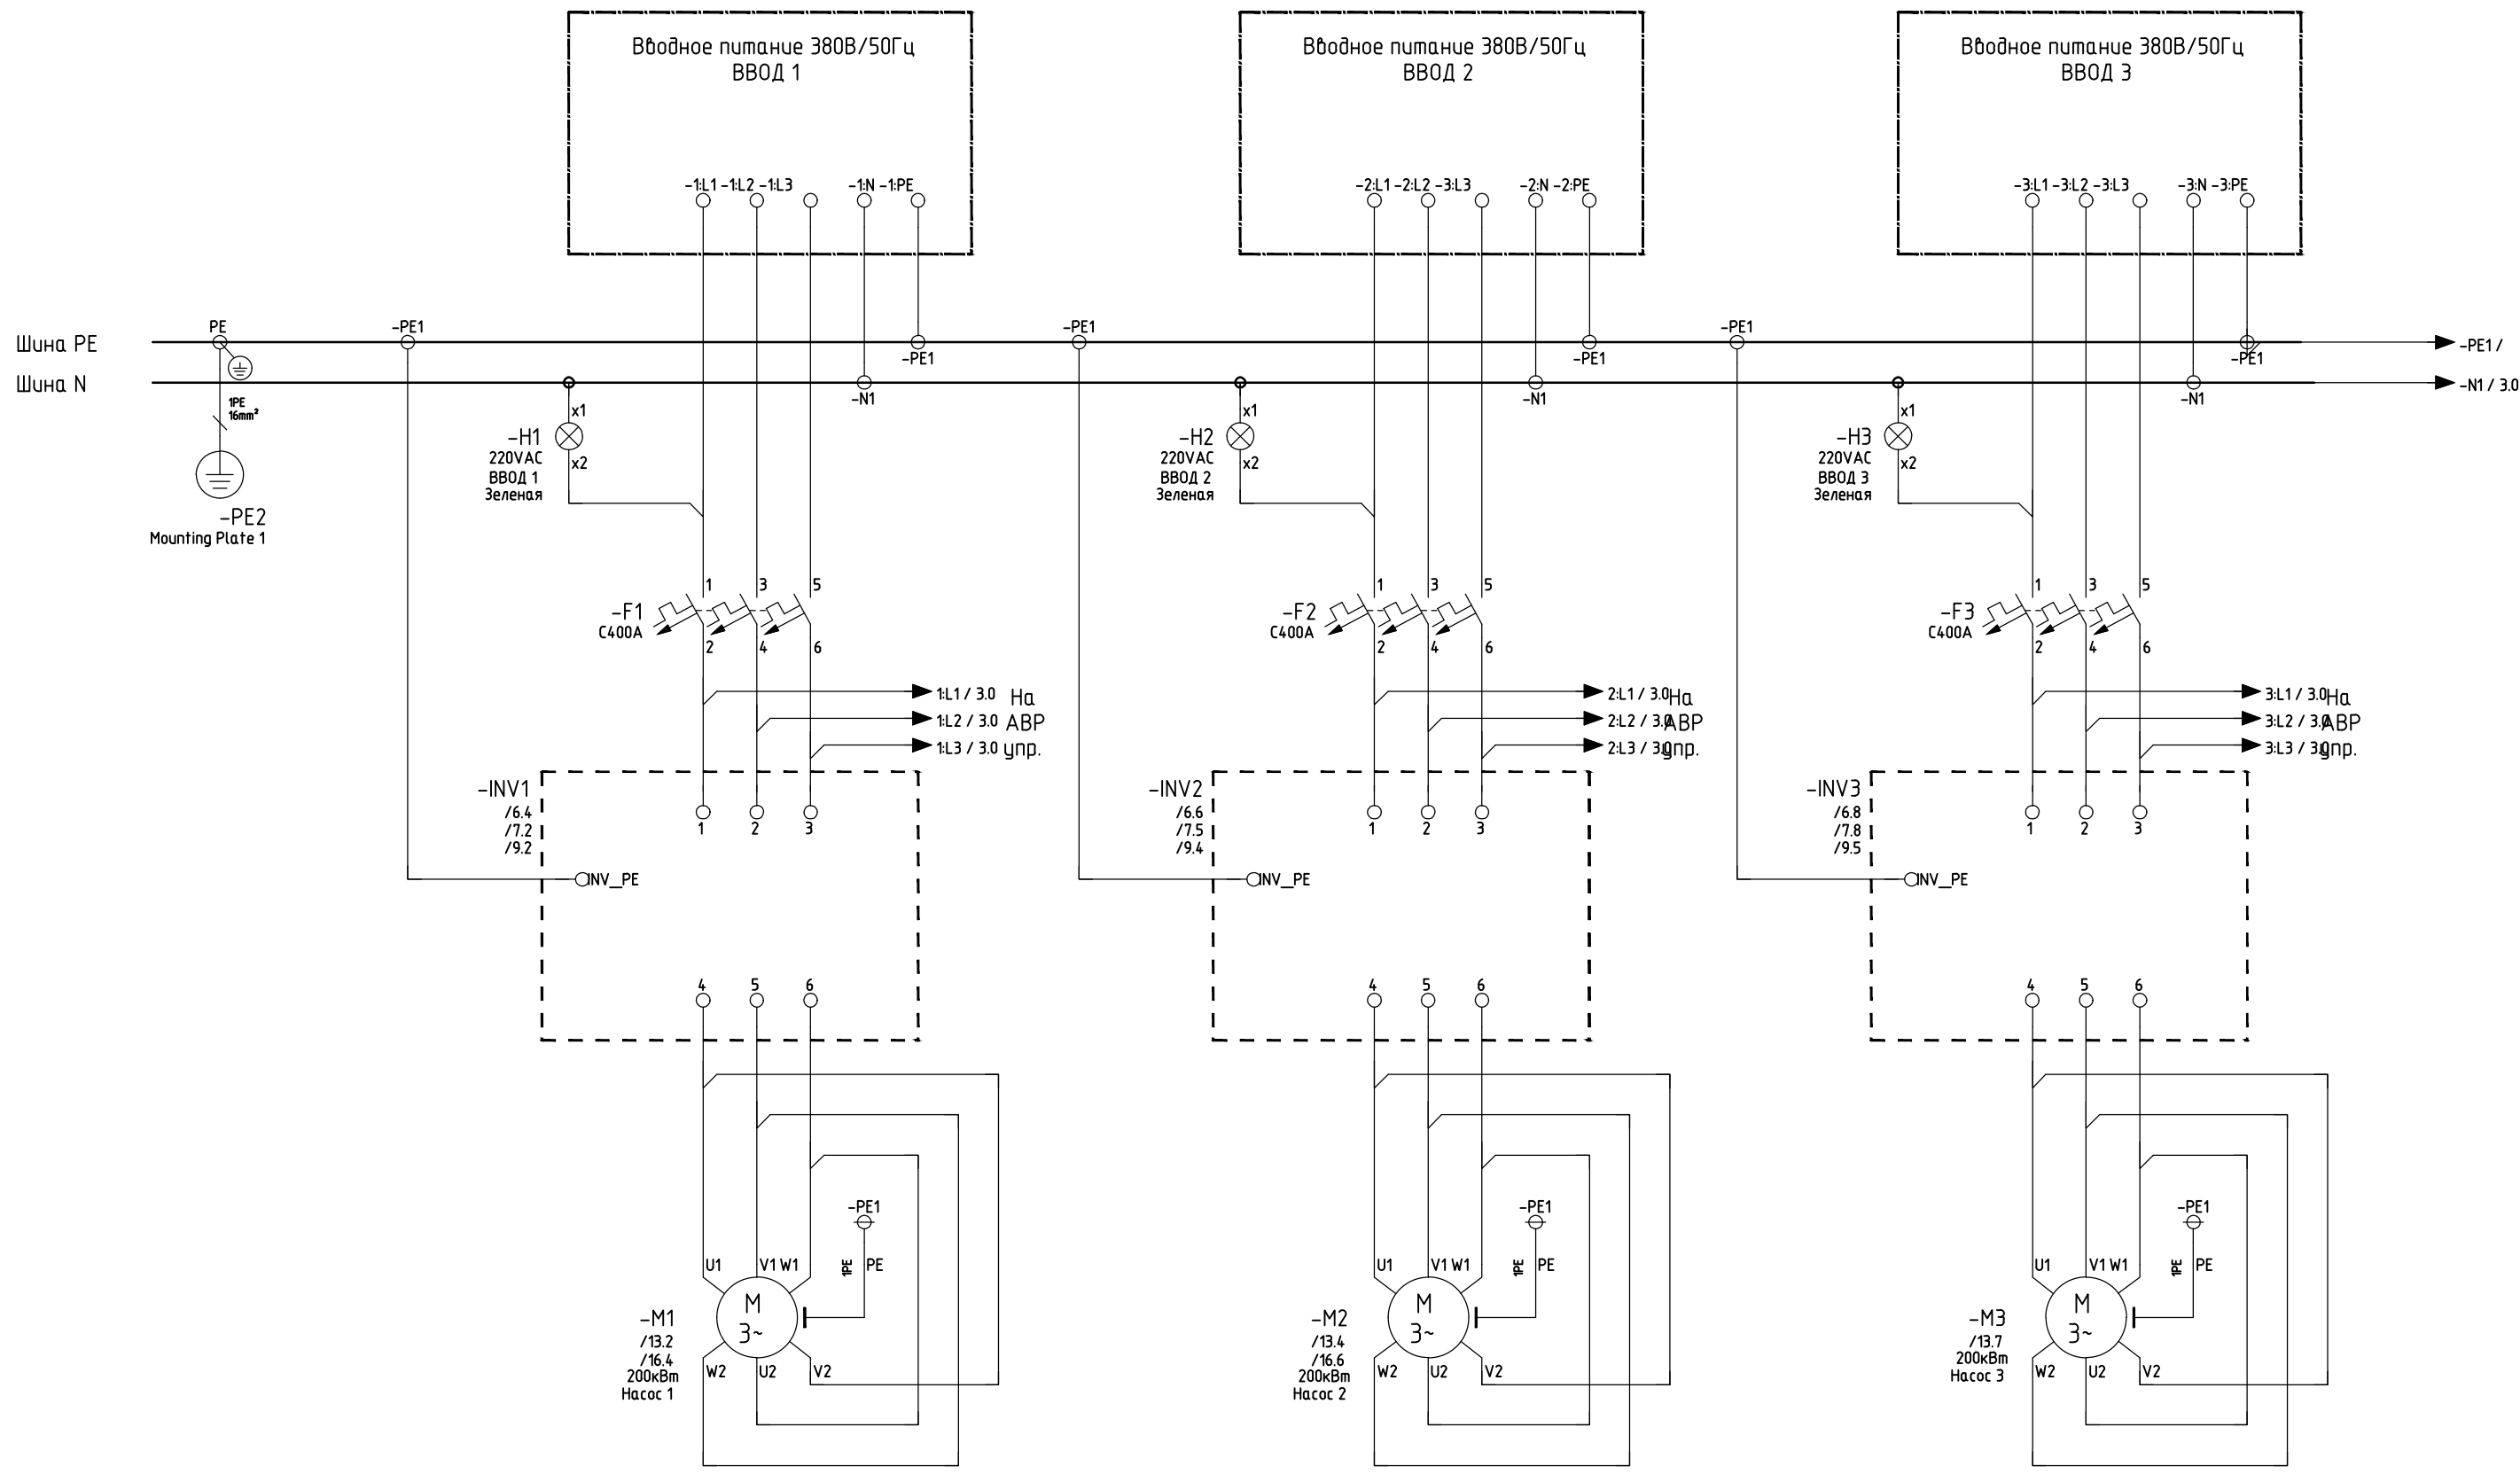 Вводное питание 380В/50Гц
ВВОД 1
-1:L1 -1:L2 -1:L3 -1:N -1:PE
Вводное питание 380В/50Гц
ВВОД 2
-2:L1 -2:L2 -3:L3 -2:N -2:PE
Вводное питание 380В/50Гц
ВВОД 3
-3:L1 -3:L2 -3:L3 -3:N -3:PE
Шина PE
PE
-PE1
-PE1
-PE1
-PE1
-PE1
-PE1
-PE1 /
Шина N
-N1
-N1
-N1
-N1 / 3.0
1PE
16mm²
-PE2
Mounting Plate 1
x1
-H1
220VAC
x2
ВВОД 1
Зеленая
x1
-H2
220VAC
x2
ВВОД 2
Зеленая
x1
-H3
220VAC
x2
ВВОД 3
Зеленая
1 3 5
-F1
C400A
2 4 6
1 3 5
-F2
C400A
2 4 6
1 3 5
-F3
C400A
2 4 6
1:L1 / 3.0 На
1:L2 / 3.0 АВР
1:L3 / 3.0 упр.
2:L1 / 3.0 На
2:L2 / 3.0 АВР
2:L3 / 3.0 упр.
3:L1 / 3.0 На
3:L2 / 3.0 АВР
3:L3 / 3.0 упр.
-INV1
/6.4
/7.2
/9.2
1 2 3
INV_PE
4 5 6
-INV2
/6.6
/7.5
/9.4
1 2 3
INV_PE
4 5 6
-INV3
/6.8
/7.8
/9.5
1 2 3
INV_PE
4 5 6
-PE1
U1 V1 W1 1PE PE
M
3~
-M1
/13.2
/16.4
200кВт
Насос 1
W2 U2 V2
-PE1
U1 V1 W1 1PE PE
M
3~
-M2
/13.4
/16.6
200кВт
Насос 2
W2 U2 V2
-PE1
U1 V1 W1 1PE PE
M
3~
-M3
/13.7
200кВт
Насос 3
W2 U2 V2